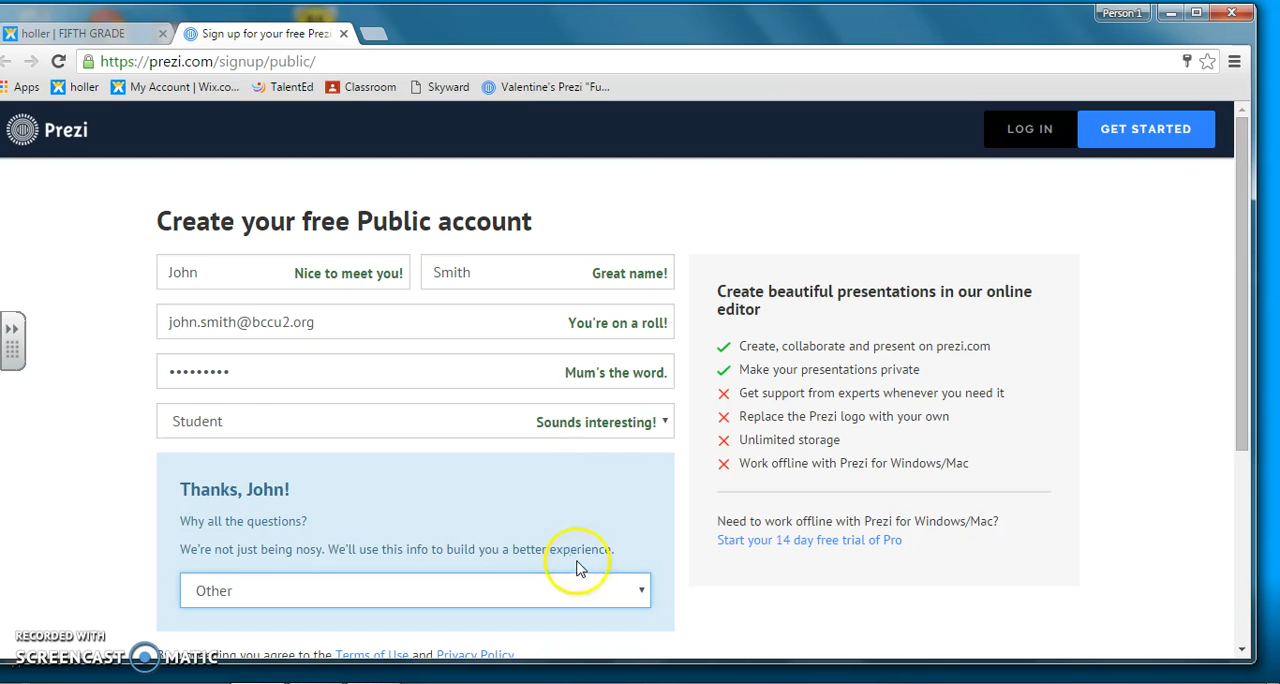 Person 1
holler | FIFTH GRADE
Sign up for your free Prezi
https://prezi.com/signup/public/
Apps holler My Account | Wix.co... TalentEd Classroom Skyward Valentine's Prezi "Fu...
Prezi
LOG IN GET STARTED
Create your free Public account
John Nice to meet you! Smith Great name!
john.smith@bccu2.org You're on a roll!
••••••••• Mum's the word.
Student Sounds interesting!
Thanks, John!
Why all the questions?
We're not just being nosy. We'll use this info to build you a better experience.
Other
Create beautiful presentations in our online
editor
Create, collaborate and present on prezi.com
Make your presentations private
Get support from experts whenever you need it
Replace the Prezi logo with your own
Unlimited storage
Work offline with Prezi for Windows/Mac
Need to work offline with Prezi for Windows/Mac?
Start your 14 day free trial of Pro
you agree to the Terms of Use and Privacy Policy.
RECORDED WITH
SCREENCAST MATIC